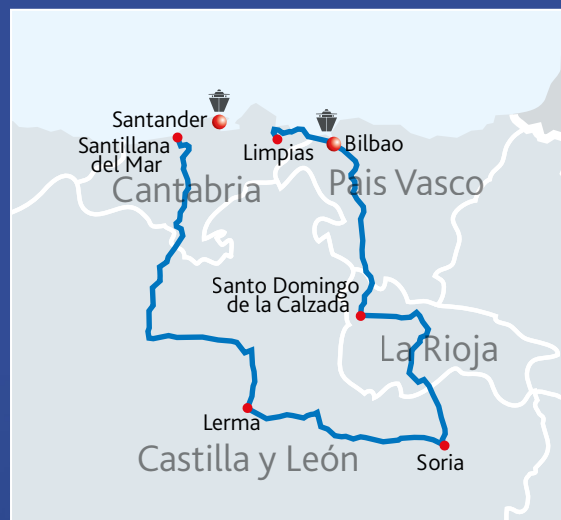 Santander
Santillana
del Mar
Limpias
Bilbao
Cantabria
Pais Vasco
Santo Domingo
de la Calzada
La Rioja
Lerma
Castilla y León
Soria